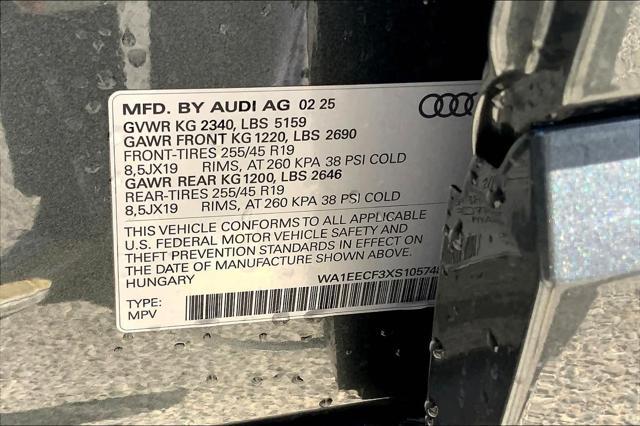 MFD. BY AUDI AG 02 25
GVWR KG 2340, LBS 5159
GAWR FRONT KG 1220, LBS 2690
FRONT-TIRES 255/45 R19
8,5JX19 RIMS, AT 260 KPA 38 PSI COLD
GAWR REAR KG1200, LBS 2646
REAR-TIRES 255/45 R19
8,5JX19 RIMS, AT 260 KPA 38 PSI COLD
THIS VEHICLE CONFORMS TO ALL APPLICABLE
U.S. FEDERAL MOTOR VEHICLE SAFETY AND
THEFT PREVENTION STANDARDS IN EFFECT ON
THE DATE OF MANUFACTURE SHOWN ABOVE.
HUNGARY WA1EECF3XS105748
TYPE:
MPV